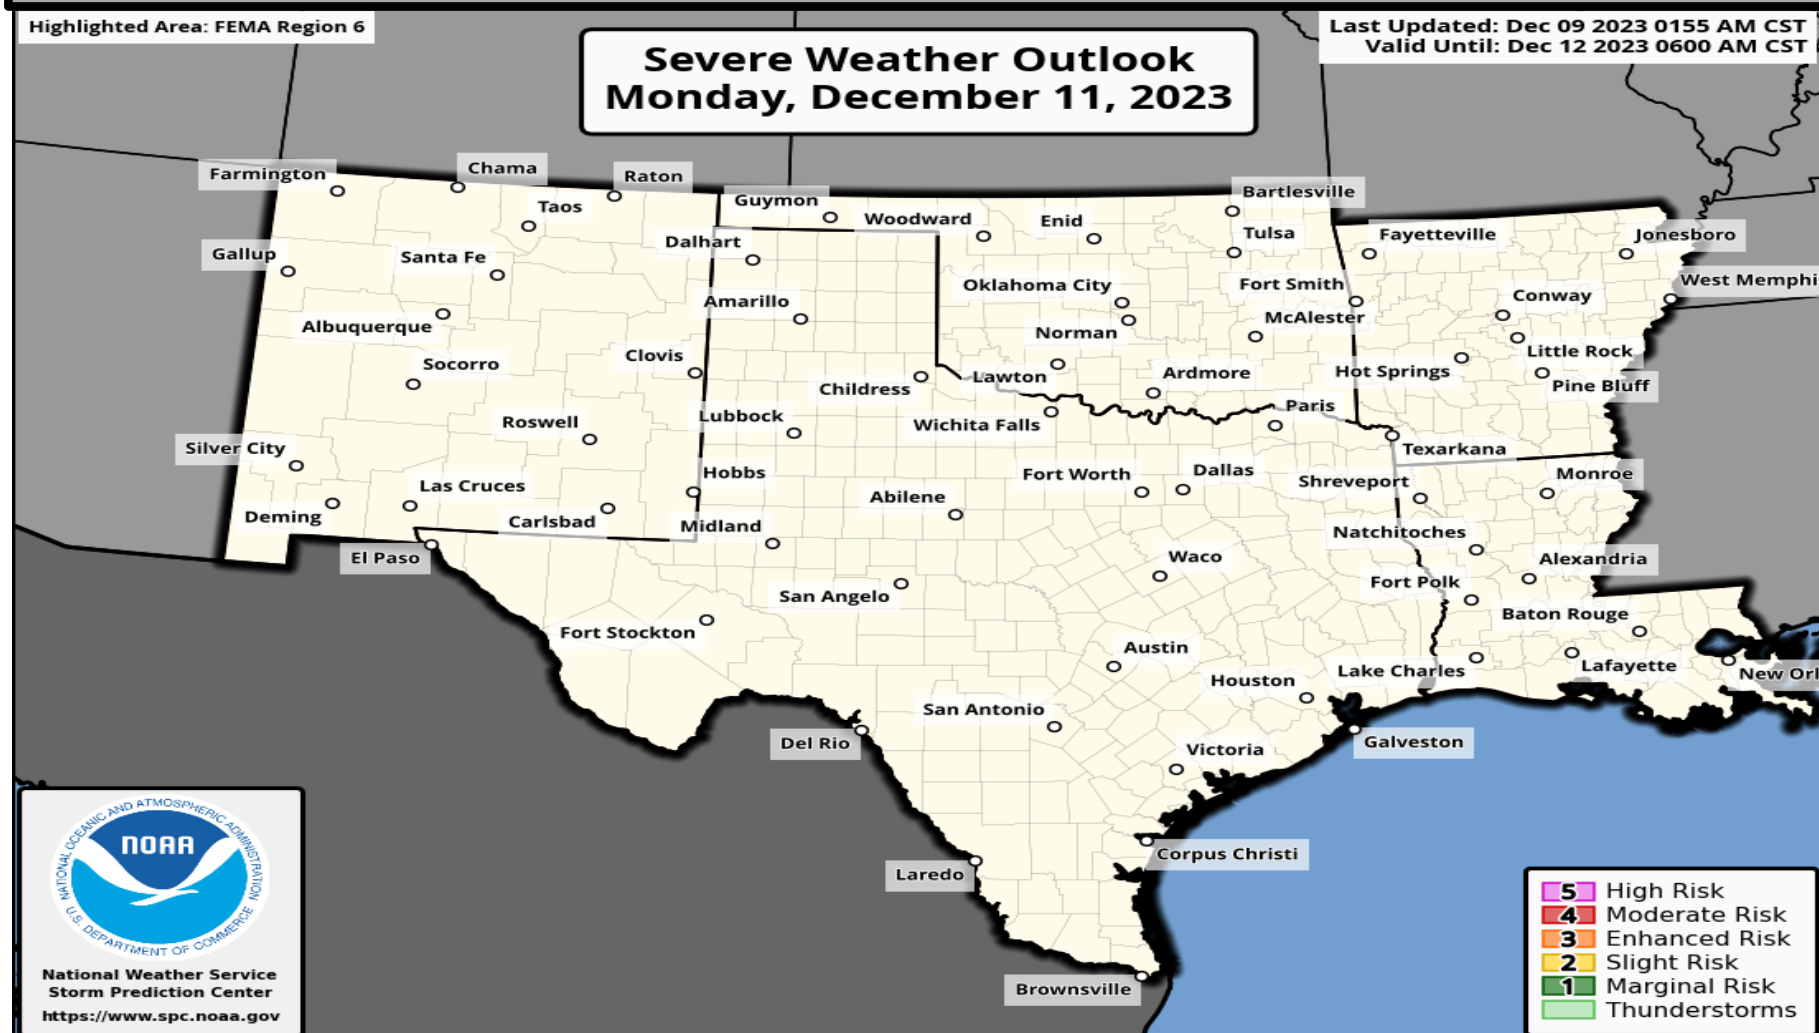 Highlighted Area: FEMA Region 6
Severe Weather Outlook
Monday, December 11, 2023
Last Updated: Dec 09 2023 0155 AM CST
Valid Until: Dec 12 2023 0600 AM CST
Farmington
Chama
Raton
Taos
Guymon
Woodward
Enid
Bartlesville
Gallup
Santa Fe
Dalhart
Tulsa
Fayetteville
Jonesboro
Albuquerque
Amarillo
Oklahoma City
Fort Smith
Conway
West Memphi
Socorro
Clovis
Norman
McAlester
Little Rock
Childress
Lawton
Ardmore
Hot Springs
Pine Bluff
Roswell
Lubbock
Wichita Falls
Paris
Texarkana
Silver City
Las Cruces
Hobbs
Abilene
Fort Worth
Dallas
Shreveport
Monroe
Deming
Carlsbad
Midland
Natchitoches
El Paso
San Angelo
Waco
Fort Polk
Alexandria
Fort Stockton
Austin
Baton Rouge
Houston
Lake Charles
Lafayette
New Orl
San Antonio
Del Rio
Victoria
Galveston
Laredo
Corpus Christi
Brownsville
NATIONAL OCEANIC AND ATMOSPHERIC ADMINISTRATION
NOAA
U.S. DEPARTMENT OF COMMERCE
National Weather Service
Storm Prediction Center
https://www.spc.noaa.gov
5 High Risk
4 Moderate Risk
3 Enhanced Risk
2 Slight Risk
1 Marginal Risk
Thunderstorms